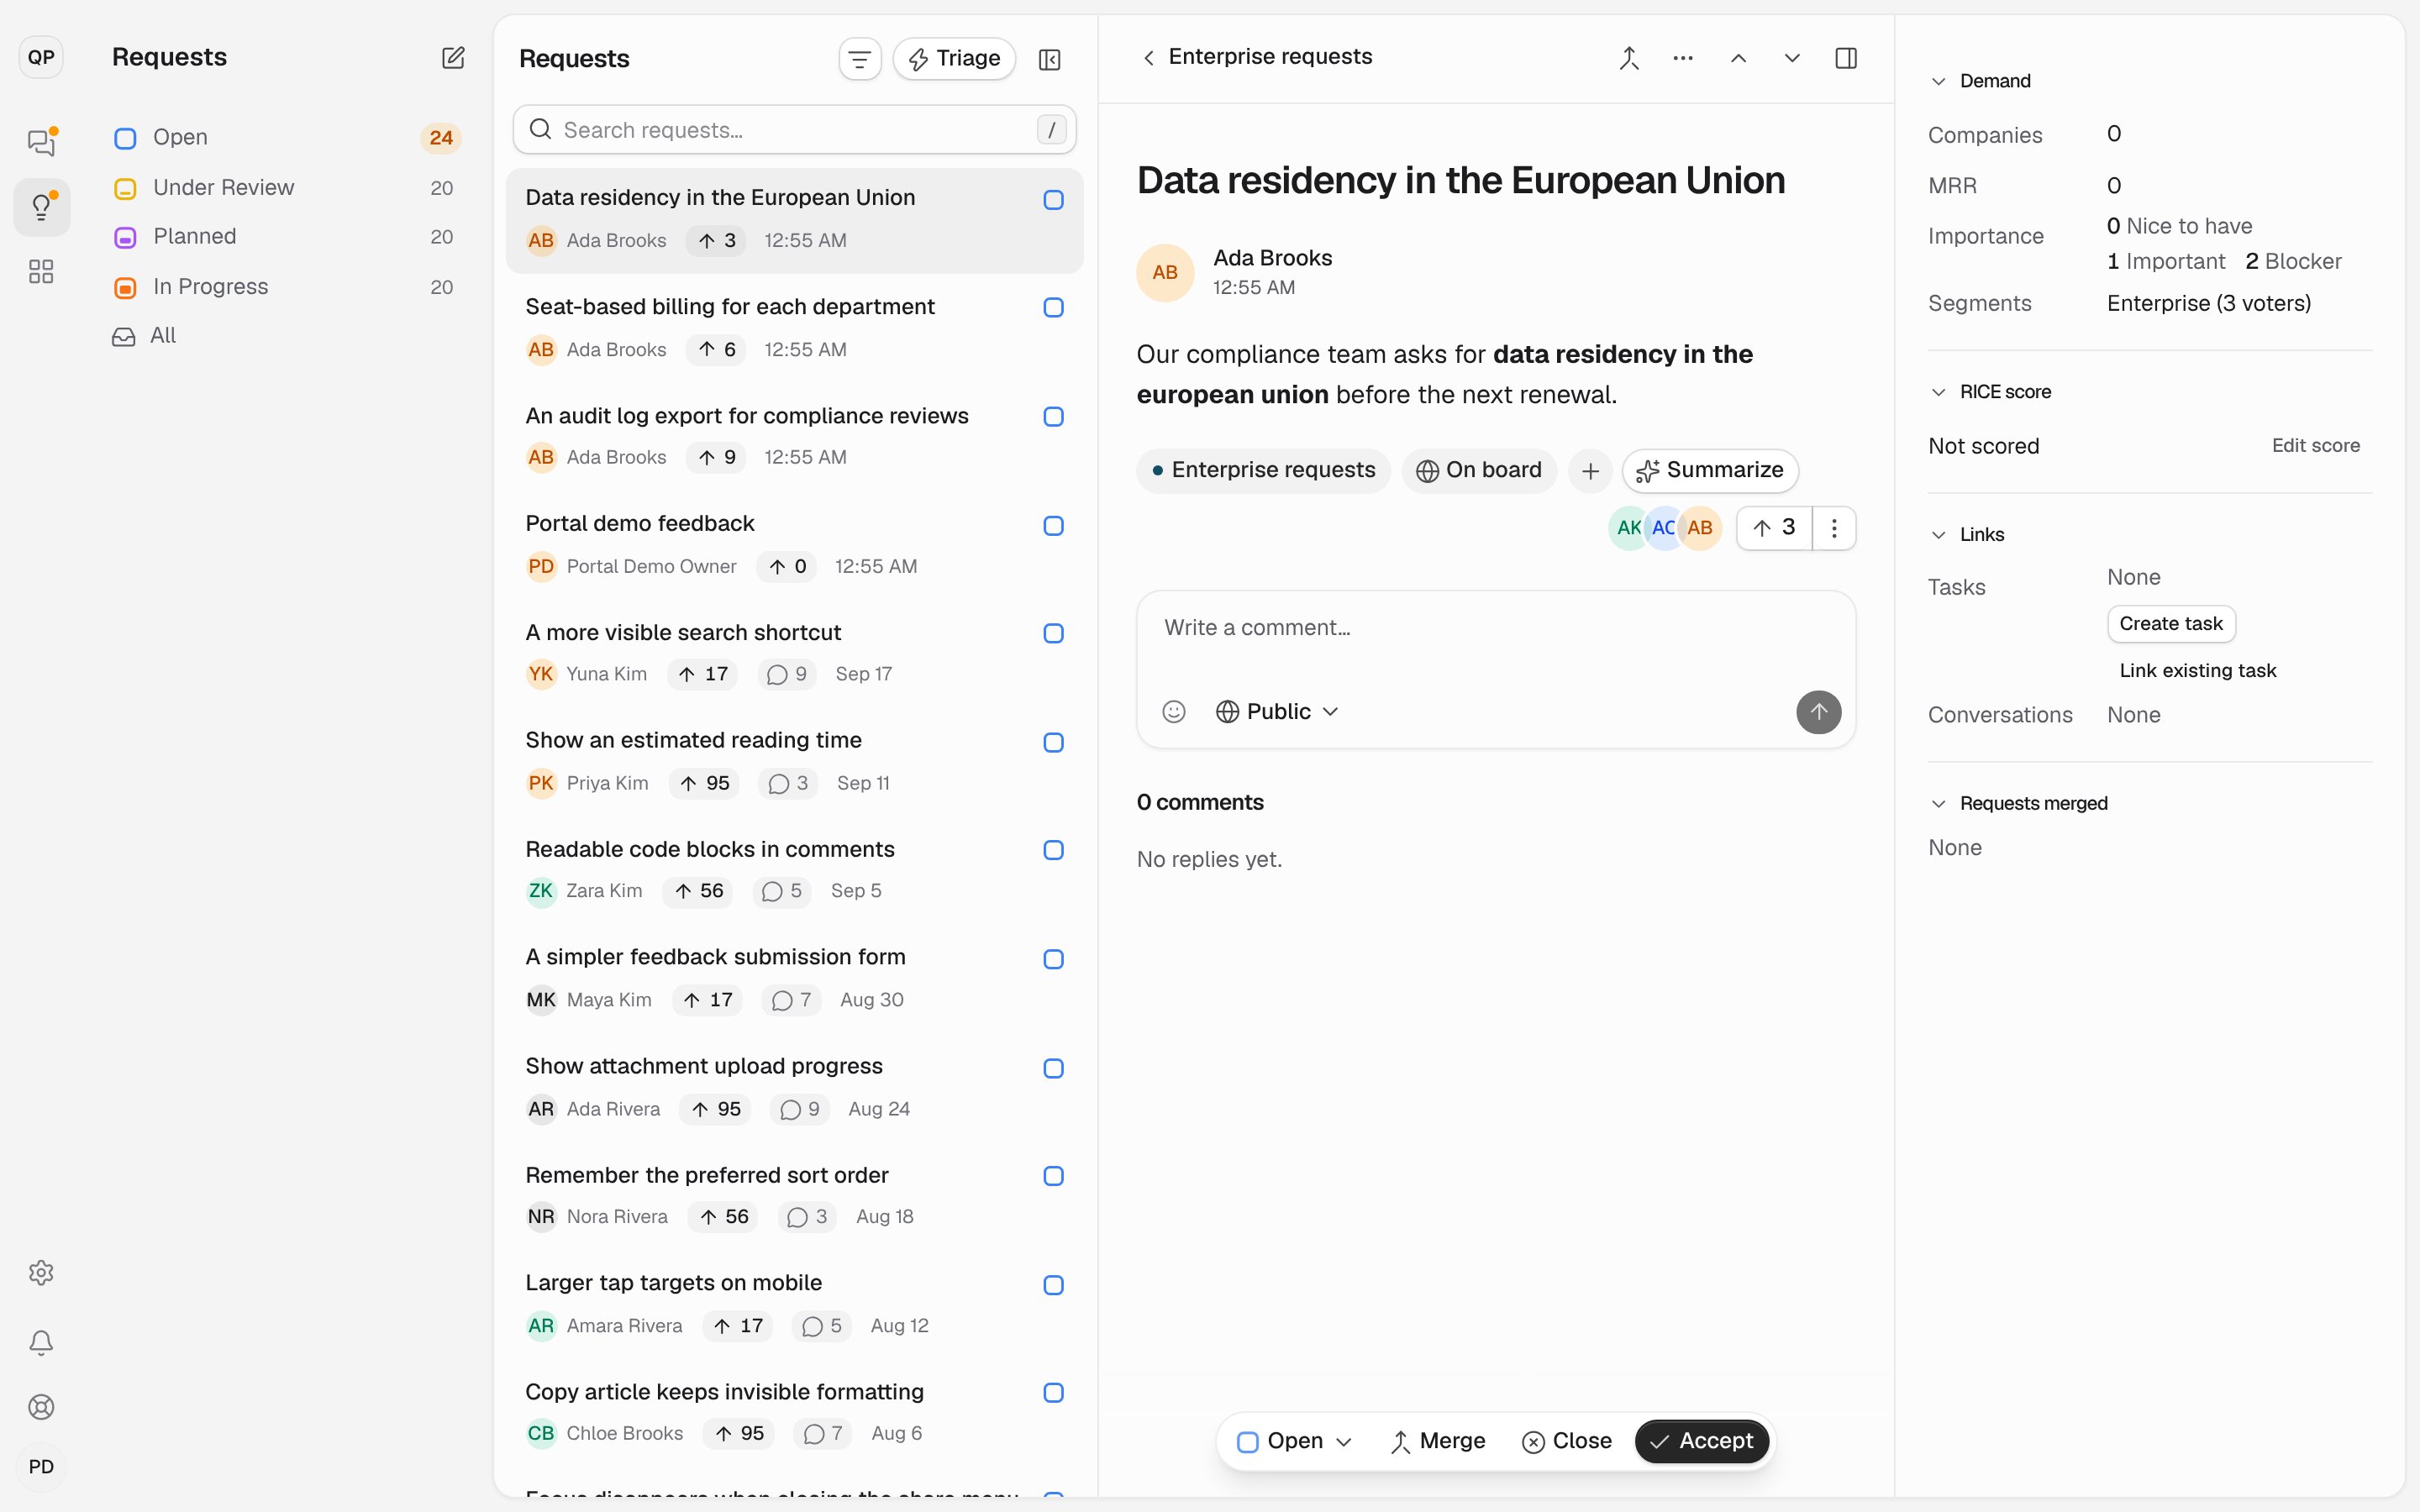 QP
Requests
Open 24
Under Review 20
Planned 20
In Progress 20
All
PD
Requests
Triage
Search requests... /
Data residency in the European Union
AB Ada Brooks 3 12:55 AM
Seat-based billing for each department
AB Ada Brooks 6 12:55 AM
An audit log export for compliance reviews
AB Ada Brooks 9 12:55 AM
Portal demo feedback
PD Portal Demo Owner 0 12:55 AM
A more visible search shortcut
YK Yuna Kim 17 9 Sep 17
Show an estimated reading time
PK Priya Kim 95 3 Sep 11
Readable code blocks in comments
ZK Zara Kim 56 5 Sep 5
A simpler feedback submission form
MK Maya Kim 17 7 Aug 30
Show attachment upload progress
AR Ada Rivera 95 9 Aug 24
Remember the preferred sort order
NR Nora Rivera 56 3 Aug 18
Larger tap targets on mobile
AR Amara Rivera 17 5 Aug 12
Copy article keeps invisible formatting
CB Chloe Brooks 95 7 Aug 6
Focus disappears when closing the share menu
Enterprise requests
Data residency in the European Union
AB Ada Brooks
12:55 AM
Our compliance team asks for data residency in the
european union before the next renewal.
Enterprise requests On board Summarize
AK AC AB 3
Write a comment...
Public
0 comments
No replies yet.
Open Merge Close Accept
Demand
Companies 0
MRR 0
Importance 0 Nice to have
1 Important 2 Blocker
Segments Enterprise (3 voters)
RICE score
Not scored Edit score
Links
Tasks None
Create task
Link existing task
Conversations None
Requests merged
None